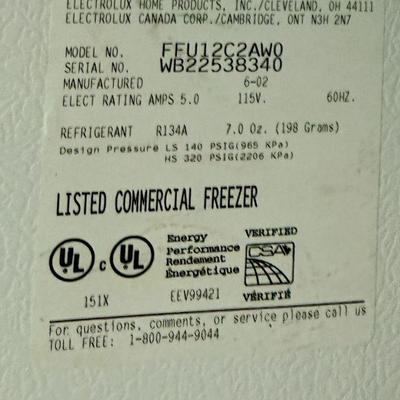 ELECTROLUX HOME PRODUCTS, INC./CLEVELAND, OH 44111
ELECTROLUX CANADA CORP./CAMBRIDGE, ONT N3H 2N7
MODEL NO. FFU12C2AW0
SERIAL NO. WB22538340
MANUFACTURED 6-02
ELECT RATING AMPS 5.0 115V. 60HZ.
REFRIGERANT R134A 7.0 Oz. (198 Grams)
Design Pressure LS 140 PSIG(965 KPa)
HS 320 PSIG(2206 KPa)
LISTED COMMERCIAL FREEZER
UL c UL
Energy
Performance
Rendement
Énergétique
VERIFIED
CSA
VERIFIÉ
151X EEV99421
For questions, comments, or service please call us
TOLL FREE: 1-800-944-9044